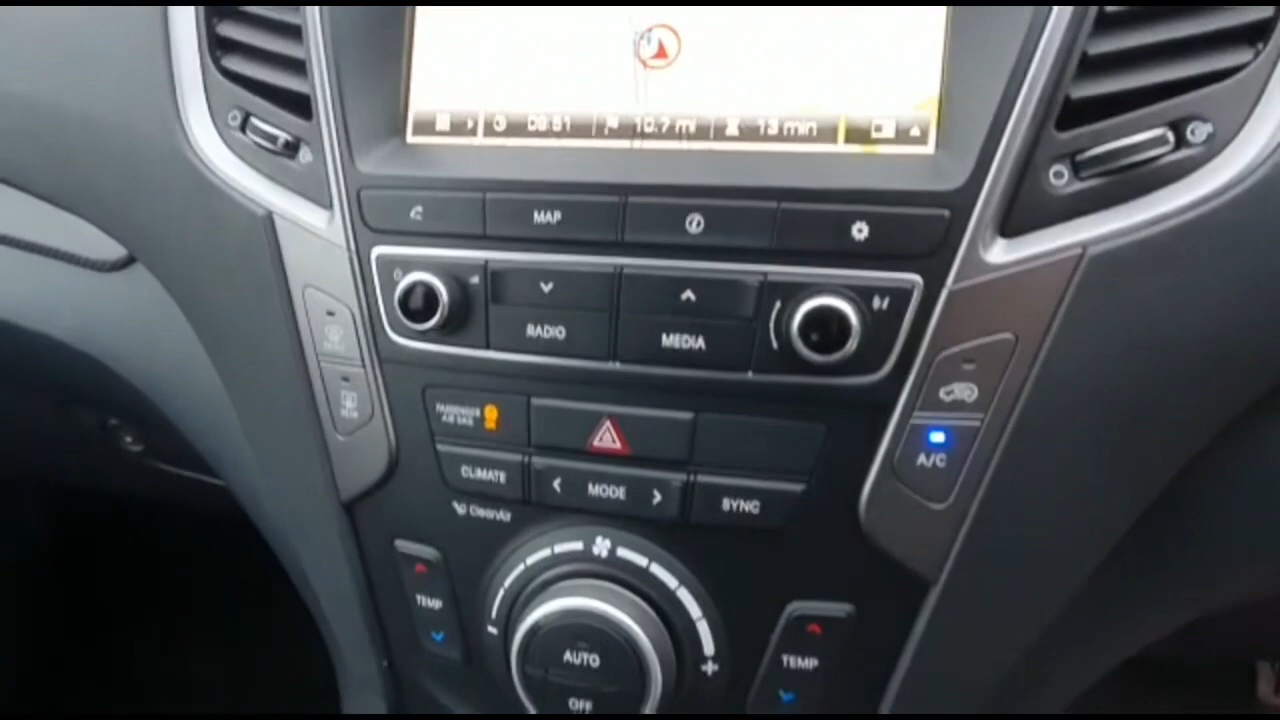 09:51 10.7 mi 13 min
MAP
RADIO
MEDIA
PASSENGER
AIR BAG
A/C
CLIMATE
< MODE >
SYNC
CleanAir
TEMP
AUTO
TEMP
OFF